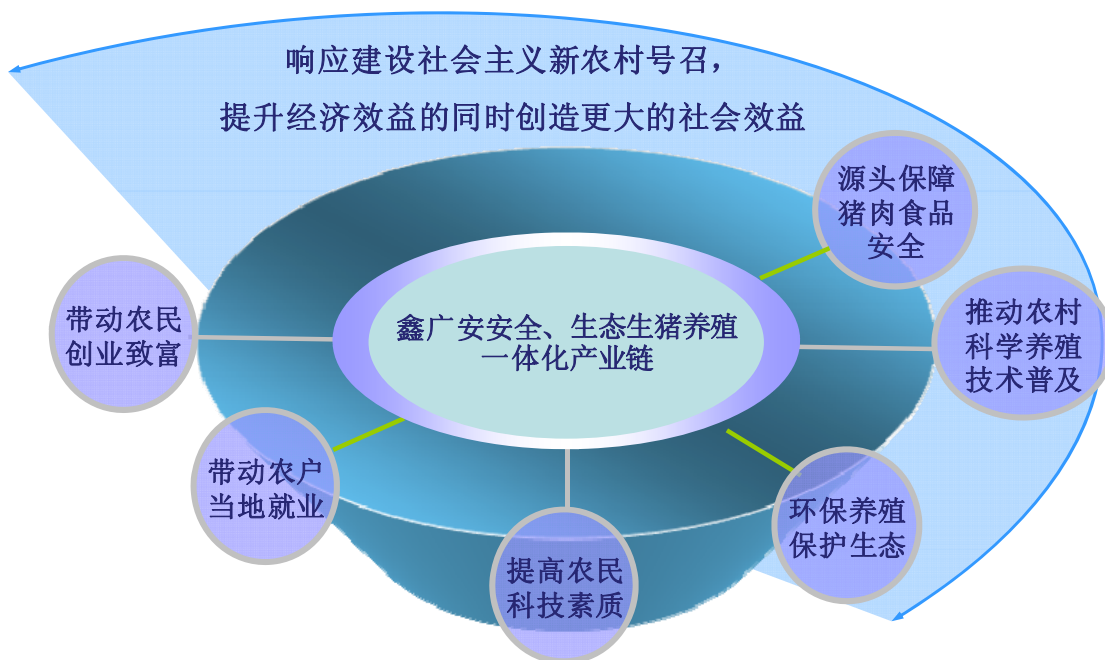 响应建设社会主义新农村号召，
提升经济效益的同时创造更大的社会效益
源头保障
猪肉食品
安全
带动农民
创业致富
鑫广安安全、生态生猪养殖
一体化产业链
推动农村
科学养殖
技术普及
带动农户
当地就业
环保养殖
保护生态
提高农民
科技素质